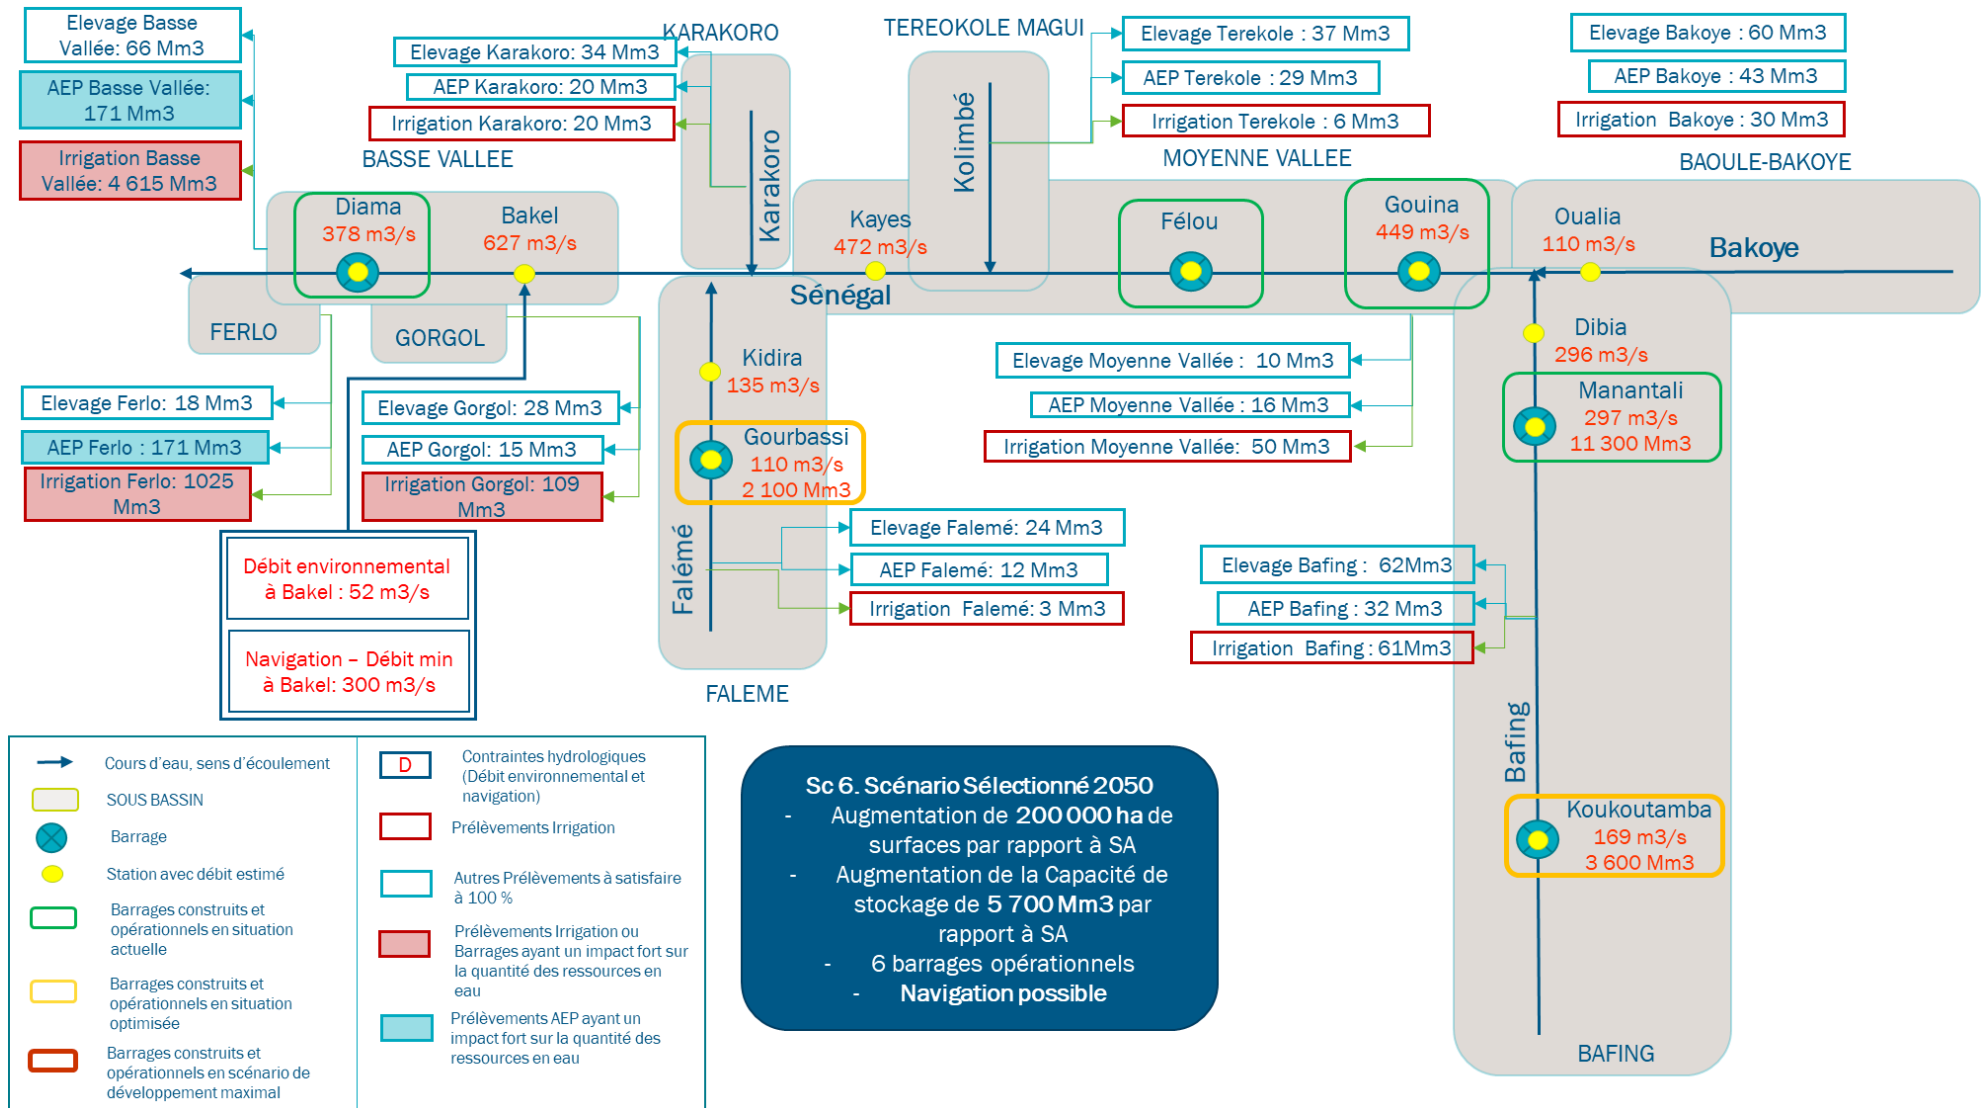 Elevage Basse
Vallée: 66 Mm3
AEP Basse Vallée:
171 Mm3
Irrigation Basse
Vallée: 4 615 Mm3
KARAKORO
Elevage Karakoro: 34 Mm3
AEP Karakoro: 20 Mm3
Irrigation Karakoro: 20 Mm3
BASSE VALLEE
TEREOKOLE MAGUI
Elevage Terekole : 37 Mm3
AEP Terekole : 29 Mm3
Irrigation Terekole : 6 Mm3
MOYENNE VALLEE
Elevage Bakoye : 60 Mm3
AEP Bakoye : 43 Mm3
Irrigation Bakoye : 30 Mm3
BAOULE-BAKOYE
Diama
378 m3/s
Bakel
627 m3/s
Karakoro
Kayes
472 m3/s
Kolimbé
Félou
Gouina
449 m3/s
Oualia
110 m3/s
Bakoye
Sénégal
FERLO
GORGOL
Kidira
135 m3/s
Gourbassi
110 m3/s
2 100 Mm3
Falémé
Elevage Ferlo: 18 Mm3
AEP Ferlo : 171 Mm3
Irrigation Ferlo: 1025
Mm3
Elevage Gorgol: 28 Mm3
AEP Gorgol: 15 Mm3
Irrigation Gorgol: 109
Mm3
Elevage Moyenne Vallée : 10 Mm3
AEP Moyenne Vallée : 16 Mm3
Irrigation Moyenne Vallée: 50 Mm3
Dibia
296 m3/s
Manantali
297 m3/s
11 300 Mm3
Elevage Falemé: 24 Mm3
AEP Falemé: 12 Mm3
Irrigation Falemé: 3 Mm3
FALEME
Elevage Bafing : 62Mm3
AEP Bafing : 32 Mm3
Irrigation Bafing : 61Mm3
Bafing
Koukoutamba
169 m3/s
3 600 Mm3
BAFING
Débit environnemental
à Bakel : 52 m3/s
Navigation – Débit min
à Bakel: 300 m3/s
Cours d'eau, sens d'écoulement
SOUS BASSIN
Barrage
Station avec débit estimé
Barrages construits et
opérationnels en situation
actuelle
Barrages construits et
opérationnels en situation
optimisée
Barrages construits et
opérationnels en scénario de
développement maximal
D
Contraintes hydrologiques
(Débit environnemental et
navigation)
Prélèvements Irrigation
Autres Prélèvements à satisfaire
à 100 %
Prélèvements Irrigation ou
Barrages ayant un impact fort sur
la quantité des ressources en
eau
Prélèvements AEP ayant un
impact fort sur la quantité des
ressources en eau
Sc 6. Scénario Sélectionné 2050
- Augmentation de 200 000 ha de
surfaces par rapport à SA
- Augmentation de la Capacité de
stockage de 5 700 Mm3 par
rapport à SA
- 6 barrages opérationnels
- Navigation possible